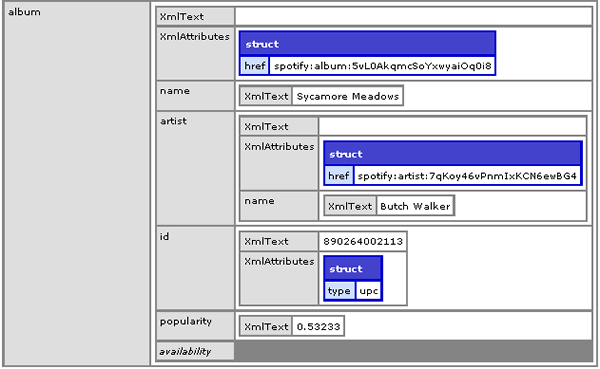 album
XmlText
XmlAttributes
struct
href spotify:album:5vL0AkqmcSoYxwyaiOq0i8
name
XmlText Sycamore Meadows
artist
XmlText
XmlAttributes
struct
href spotify:artist:7qKoy46vPnmIxKCN6ewBG4
name
XmlText Butch Walker
id
XmlText 890264002113
XmlAttributes
struct
type upc
popularity
XmlText 0.53233
availability